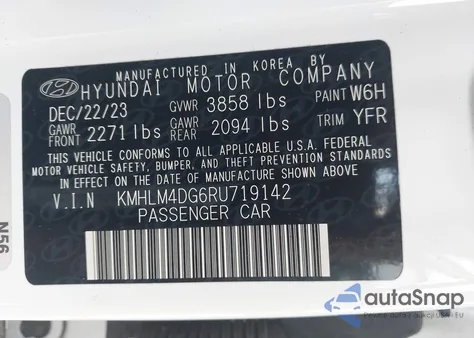 MANUFACTURED IN KOREA BY
HYUNDAI MOTOR COMPANY
DEC/22/23 GVWR 3858 lbs PAINT W6H
GAWR FRONT 2271 lbs GAWR REAR 2094 lbs TRIM YFR
THIS VEHICLE CONFORMS TO ALL APPLICABLE U.S.A. FEDERAL
MOTOR VEHICLE SAFETY, BUMPER, AND THEFT PREVENTION STANDARDS
IN EFFECT ON THE DATE OF MANUFACTURE SHOWN ABOVE.
V.I.N KMHLM4DG6RU719142
PASSENGER CAR
N56
autoSnap